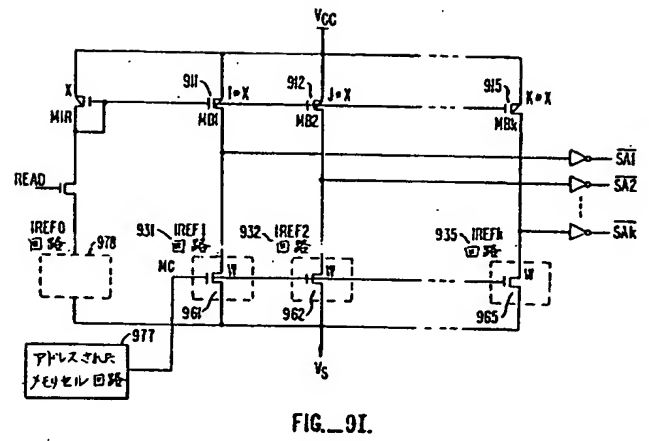 VCC
911
912
915
X
I*X
J*X
K*X
MIR
MB1
MB2
MBk
SA1
READ
SA2
931
IREF1
932
IREF2
935
IREFk
SAk
IREF0
回路
978
回路
回路
回路
MC
W
W
W
961
962
965
977
アドレスされた
メモリセル回路
VS
FIG._9I.